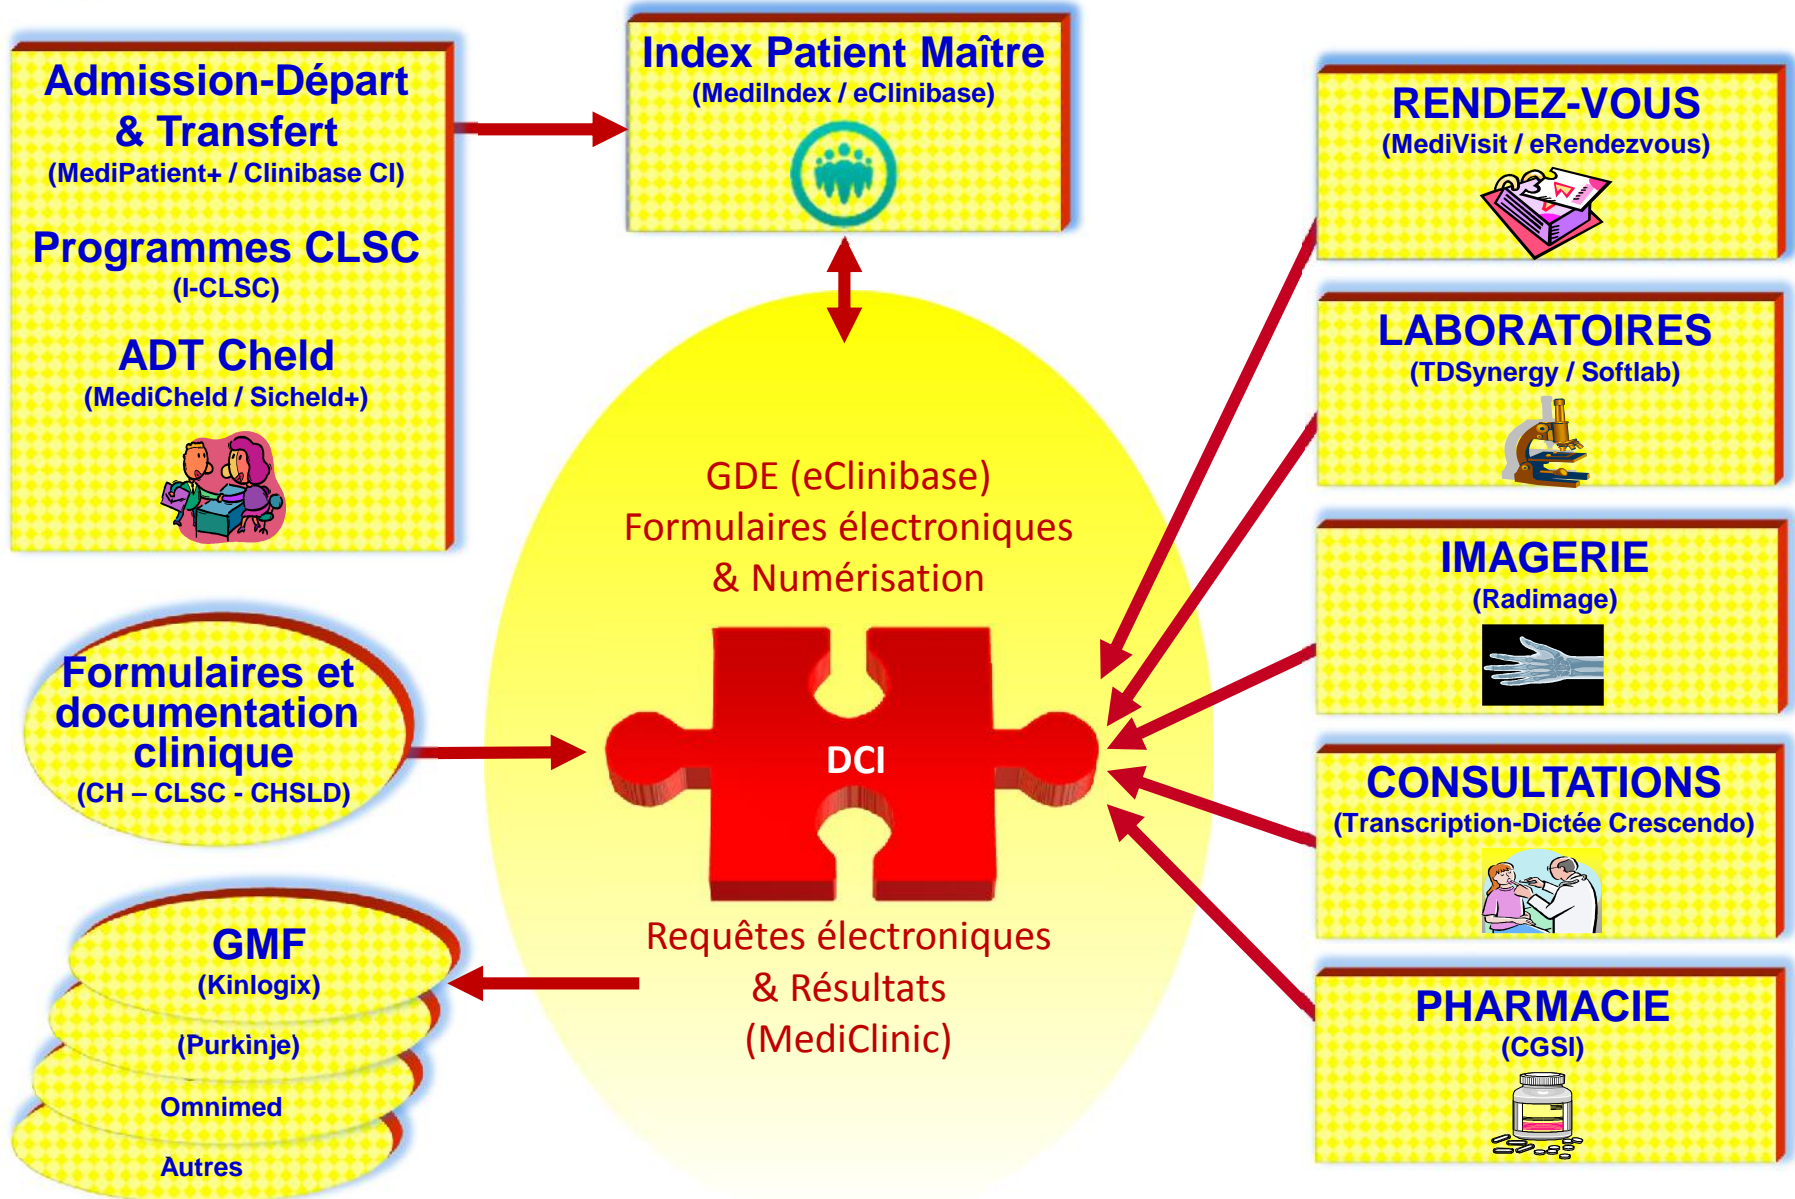 Admission-Départ
& Transfert
(MediPatient+ / Clinibase CI)
Programmes CLSC
(I-CLSC)
ADT Cheld
(MediCheld / Sicheld+)
Index Patient Maître
(MediIndex / eClinibase)
RENDEZ-VOUS
(MediVisit / eRendezvous)
LABORATOIRES
(TDSynergy / Softlab)
IMAGERIE
(Radimage)
CONSULTATIONS
(Transcription-Dictée Crescendo)
PHARMACIE
(CGSI)
GDE (eClinibase)
Formulaires électroniques
& Numérisation
DCI
Requêtes électroniques
& Résultats
(MediClinic)
Formulaires et
documentation
clinique
(CH – CLSC - CHSLD)
GMF
(Kinlogix)
(Purkinje)
Omnimed
Autres